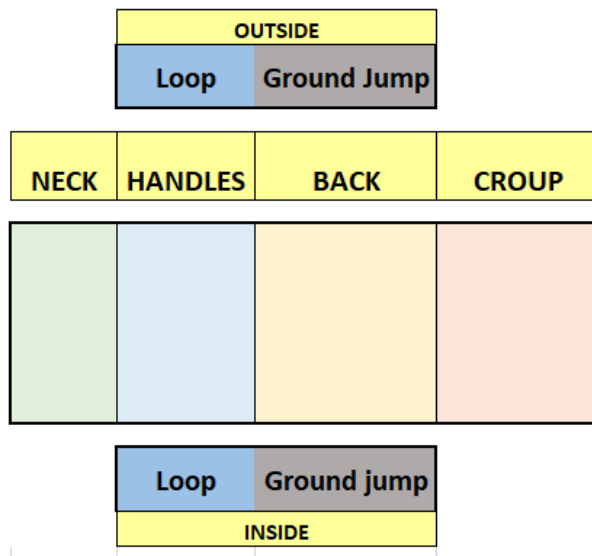 OUTSIDE
Loop Ground Jump
NECK HANDLES BACK CROUP
Loop Ground jump
INSIDE